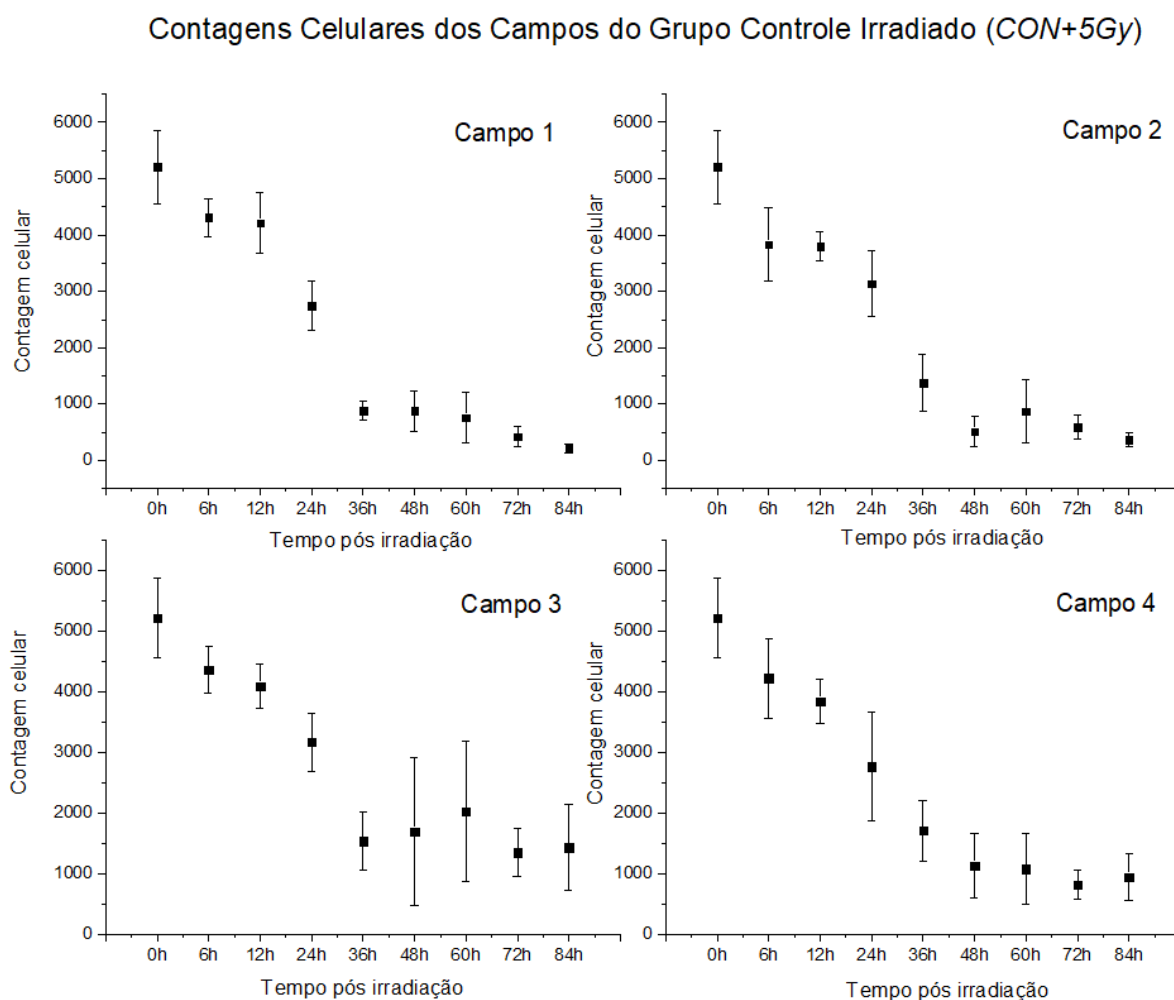 Contagens Celulares dos Campos do Grupo Controle Irradiado (CON+5Gy)
Campo 1
Contagem celular
6000
5000
4000
3000
2000
1000
0
0h 6h 12h 24h 36h 48h 60h 72h 84h
Tempo pós irradiação
Campo 2
Contagem celular
6000
5000
4000
3000
2000
1000
0
0h 6h 12h 24h 36h 48h 60h 72h 84h
Tempo pós irradiação
Campo 3
Contagem celular
6000
5000
4000
3000
2000
1000
0
0h 6h 12h 24h 36h 48h 60h 72h 84h
Tempo pós irradiação
Campo 4
Contagem celular
6000
5000
4000
3000
2000
1000
0
0h 6h 12h 24h 36h 48h 60h 72h 84h
Tempo pós irradiação